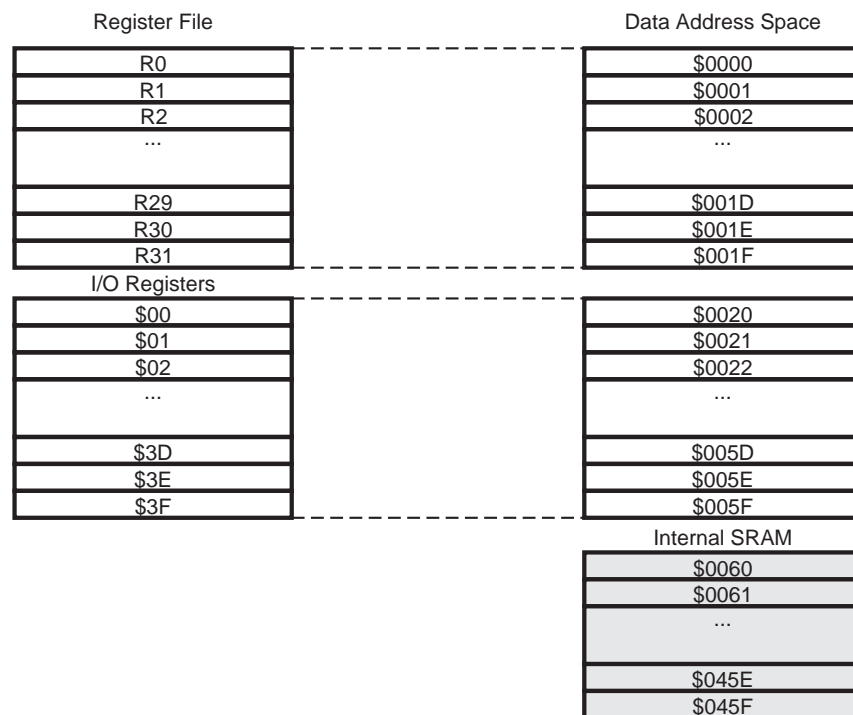 Register File Data Address Space
R0 $0000
R1 $0001
R2 $0002
... ...
R29 $001D
R30 $001E
R31 $001F
I/O Registers
$00 $0020
$01 $0021
$02 $0022
... ...
$3D $005D
$3E $005E
$3F $005F
Internal SRAM
$0060
$0061
...
$045E
$045F